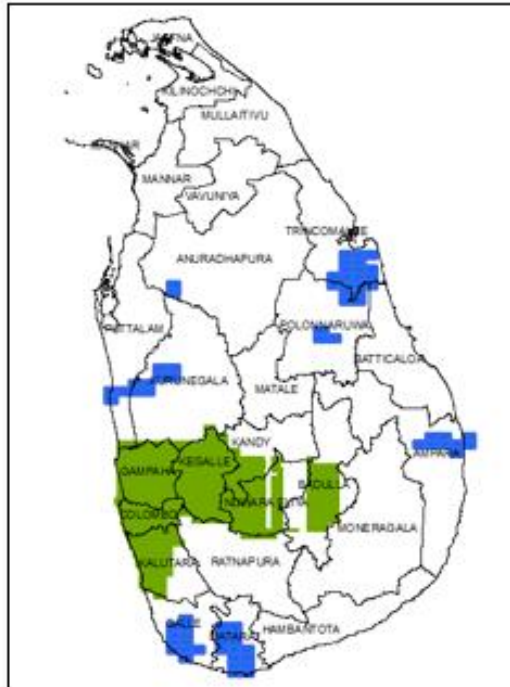 JAFFNA
KILINOCHCHI
MULLAITIVU
MANNAR
VAVUNIYA
TRINCOMALEE
ANURADHAPURA
PUTTALAM
POLONNARUWA
BATTICALOA
KURUNEGALA
MATALE
KANDY
AMPARA
KEGALLE
GAMPAHA
BADULLA
NUWARA ELIYA
COLOMBO
MONERAGALA
KALUTARA
RATNAPURA
GALLE
MATARA
HAMBANTOTA